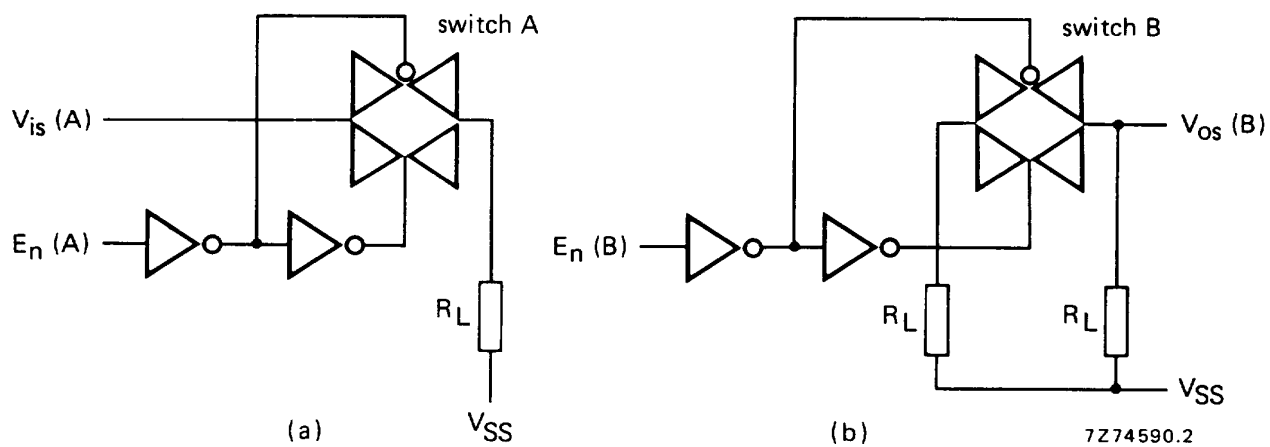 switch A
V_is (A)
E_n (A)
R_L
V_SS
(a)
switch B
V_os (B)
E_n (B)
R_L
R_L
V_SS
(b)
7Z74590.2